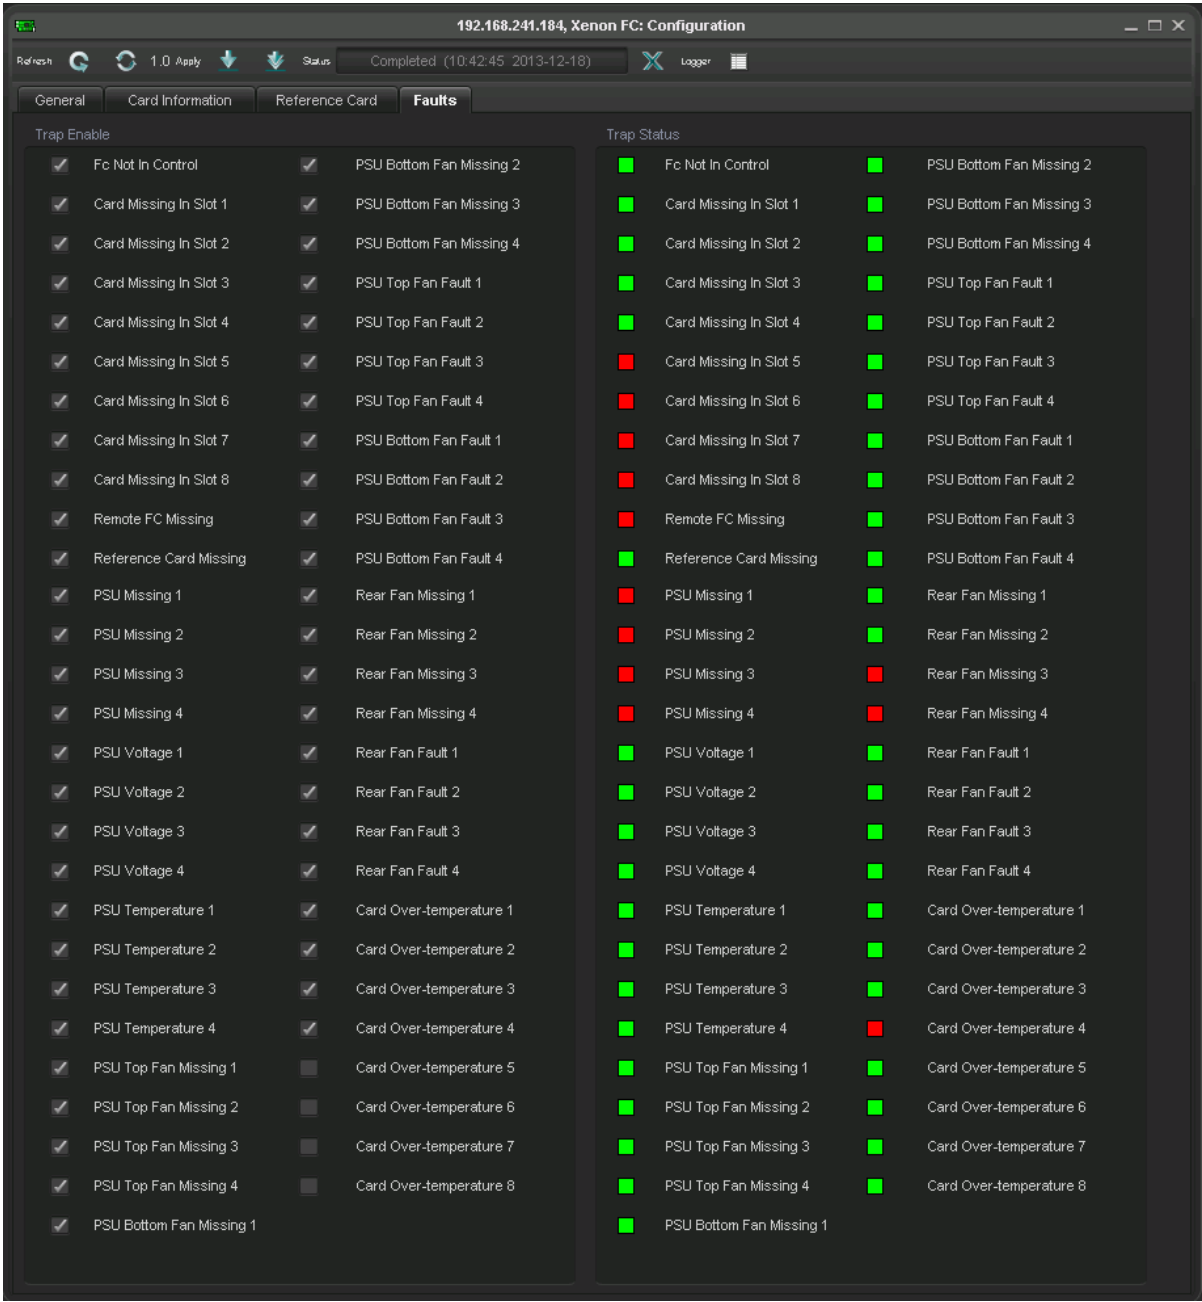 192.168.241.184, Xenon FC: Configuration
Refresh 1.0 Apply Status Completed (10:42:45 2013-12-18) Logger
General Card Information Reference Card Faults
Trap Enable Trap Status
Fc Not In Control PSU Bottom Fan Missing 2 Fc Not In Control PSU Bottom Fan Missing 2
Card Missing In Slot 1 PSU Bottom Fan Missing 3 Card Missing In Slot 1 PSU Bottom Fan Missing 3
Card Missing In Slot 2 PSU Bottom Fan Missing 4 Card Missing In Slot 2 PSU Bottom Fan Missing 4
Card Missing In Slot 3 PSU Top Fan Fault 1 Card Missing In Slot 3 PSU Top Fan Fault 1
Card Missing In Slot 4 PSU Top Fan Fault 2 Card Missing In Slot 4 PSU Top Fan Fault 2
Card Missing In Slot 5 PSU Top Fan Fault 3 Card Missing In Slot 5 PSU Top Fan Fault 3
Card Missing In Slot 6 PSU Top Fan Fault 4 Card Missing In Slot 6 PSU Top Fan Fault 4
Card Missing In Slot 7 PSU Bottom Fan Fault 1 Card Missing In Slot 7 PSU Bottom Fan Fault 1
Card Missing In Slot 8 PSU Bottom Fan Fault 2 Card Missing In Slot 8 PSU Bottom Fan Fault 2
Remote FC Missing PSU Bottom Fan Fault 3 Remote FC Missing PSU Bottom Fan Fault 3
Reference Card Missing PSU Bottom Fan Fault 4 Reference Card Missing PSU Bottom Fan Fault 4
PSU Missing 1 Rear Fan Missing 1 PSU Missing 1 Rear Fan Missing 1
PSU Missing 2 Rear Fan Missing 2 PSU Missing 2 Rear Fan Missing 2
PSU Missing 3 Rear Fan Missing 3 PSU Missing 3 Rear Fan Missing 3
PSU Missing 4 Rear Fan Missing 4 PSU Missing 4 Rear Fan Missing 4
PSU Voltage 1 Rear Fan Fault 1 PSU Voltage 1 Rear Fan Fault 1
PSU Voltage 2 Rear Fan Fault 2 PSU Voltage 2 Rear Fan Fault 2
PSU Voltage 3 Rear Fan Fault 3 PSU Voltage 3 Rear Fan Fault 3
PSU Voltage 4 Rear Fan Fault 4 PSU Voltage 4 Rear Fan Fault 4
PSU Temperature 1 Card Over-temperature 1 PSU Temperature 1 Card Over-temperature 1
PSU Temperature 2 Card Over-temperature 2 PSU Temperature 2 Card Over-temperature 2
PSU Temperature 3 Card Over-temperature 3 PSU Temperature 3 Card Over-temperature 3
PSU Temperature 4 Card Over-temperature 4 PSU Temperature 4 Card Over-temperature 4
PSU Top Fan Missing 1 Card Over-temperature 5 PSU Top Fan Missing 1 Card Over-temperature 5
PSU Top Fan Missing 2 Card Over-temperature 6 PSU Top Fan Missing 2 Card Over-temperature 6
PSU Top Fan Missing 3 Card Over-temperature 7 PSU Top Fan Missing 3 Card Over-temperature 7
PSU Top Fan Missing 4 Card Over-temperature 8 PSU Top Fan Missing 4 Card Over-temperature 8
PSU Bottom Fan Missing 1 PSU Bottom Fan Missing 1